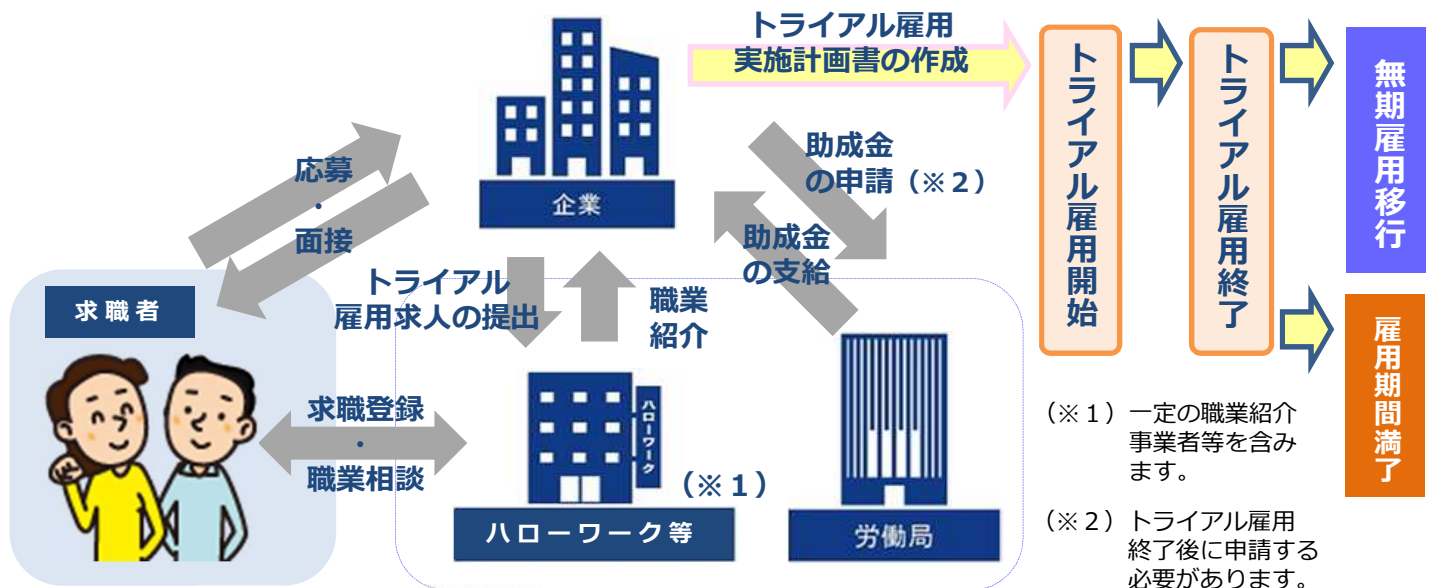 トライアル雇用
実施計画書の作成
応募
・
面接
企業
助成金
の申請（※２）
助成金
の支給
トライアル
雇用求人の提出
職業
紹介
求職者
求職登録
・
職業相談
ハローワーク
（※１）
ハローワーク等
労働局
トライアル雇用開始
トライアル雇用終了
無期雇用移行
雇用期間満了
（※１）一定の職業紹介
事業者等を含み
ます。
（※２）トライアル雇用
終了後に申請する
必要があります。